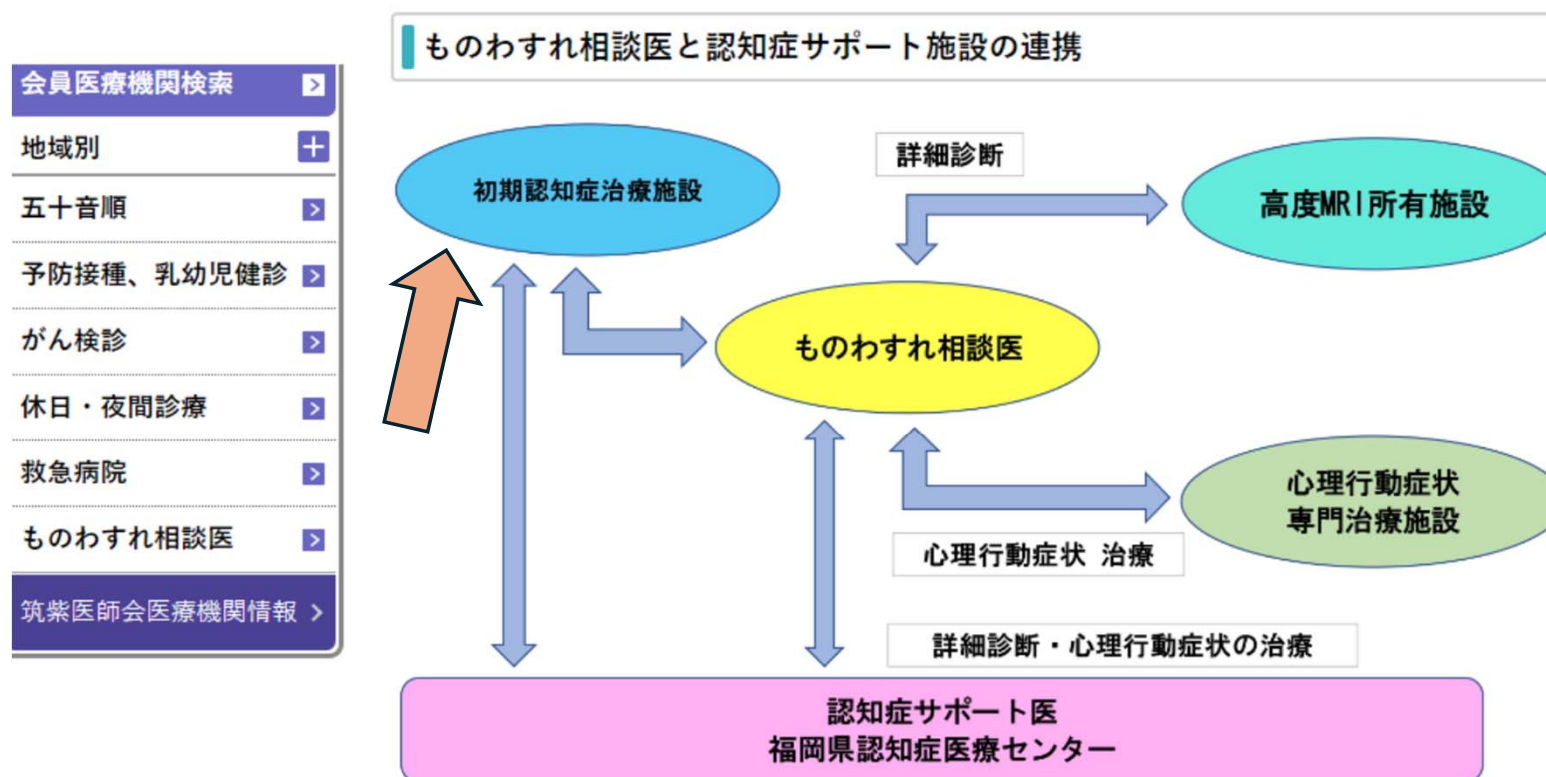 ものわすれ相談医と認知症サポート施設の連携
会員医療機関検索
地域別
五十音順
予防接種、乳幼児健診
がん検診
休日・夜間診療
救急病院
ものわすれ相談医
筑紫医師会医療機関情報
初期認知症治療施設
詳細診断
高度MRI所有施設
ものわすれ相談医
心理行動症状
専門治療施設
心理行動症状 治療
詳細診断・心理行動症状の治療
認知症サポート医
福岡県認知症医療センター